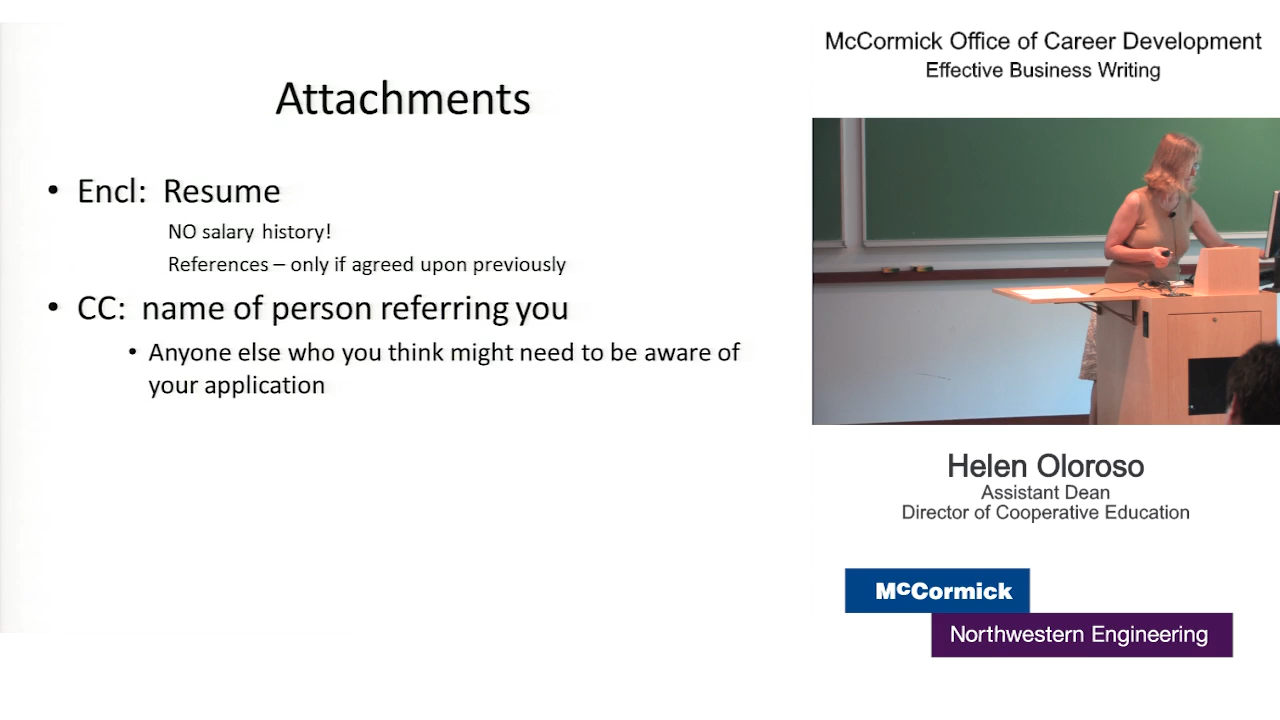 Attachments
• Encl: Resume
NO salary history!
References – only if agreed upon previously
• CC: name of person referring you
• Anyone else who you think might need to be aware of
your application
McCormick Office of Career Development
Effective Business Writing
Helen Oloroso
Assistant Dean
Director of Cooperative Education
McCormick
Northwestern Engineering